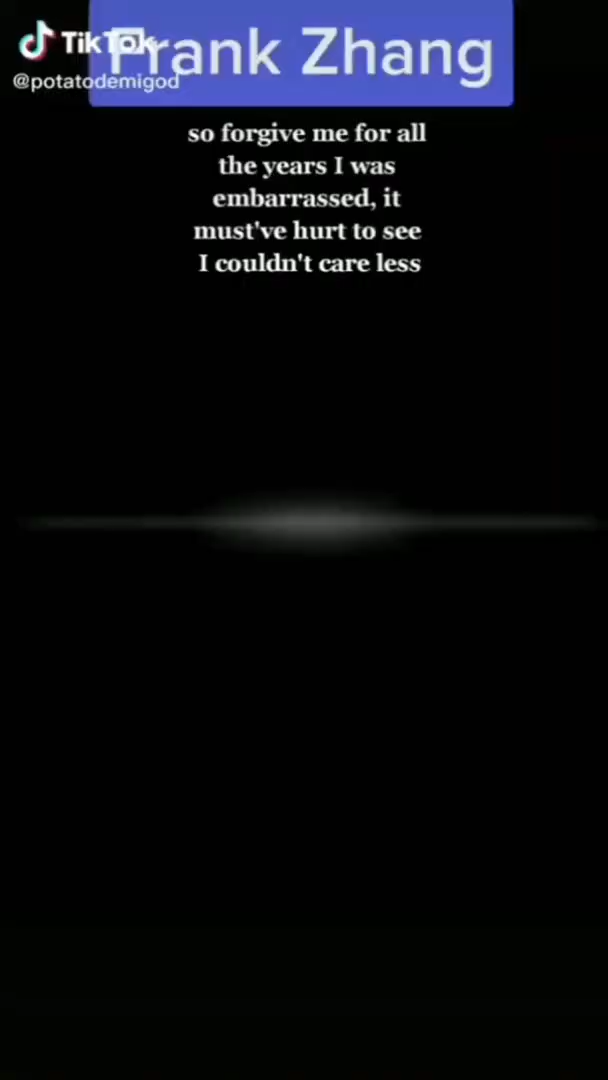 TikTok
@potatodemigod
Frank Zhang
so forgive me for all
the years I was
embarrassed, it
must've hurt to see
I couldn't care less